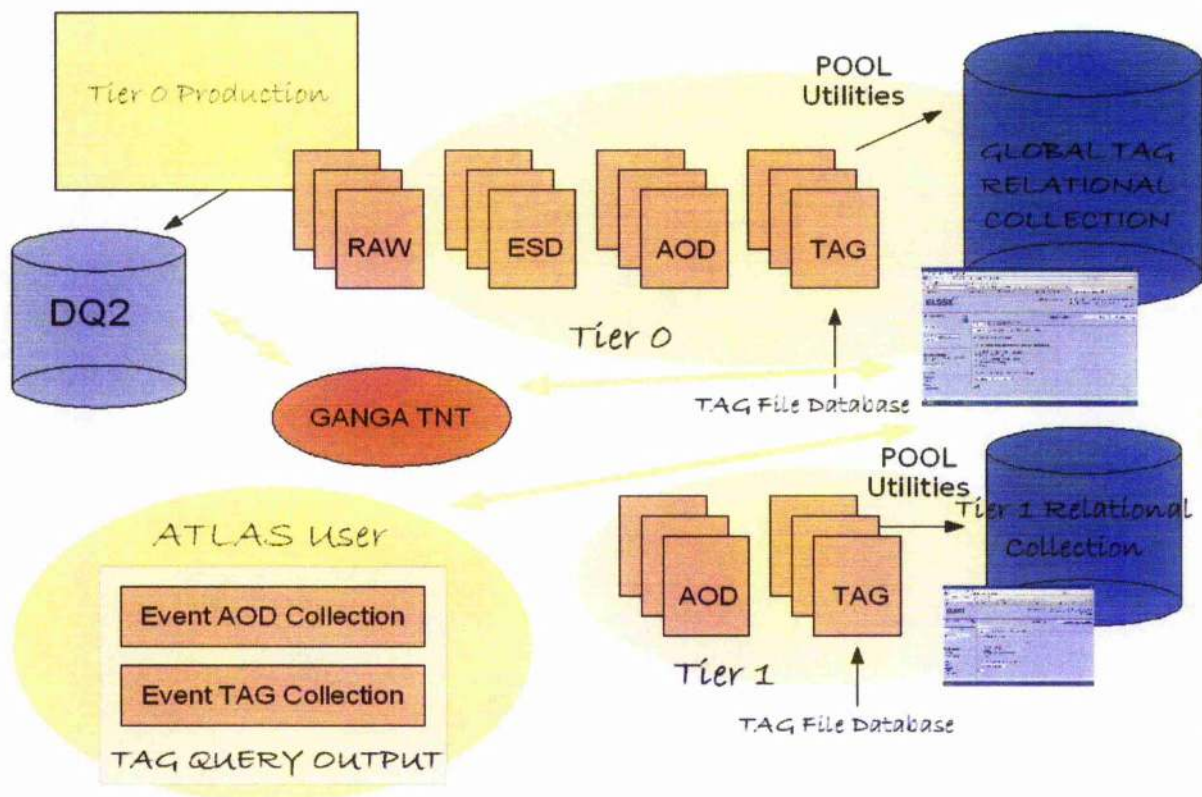 Tier 0 Production
POOL
Utilities
GLOBAL TAG
RELATIONAL
COLLECTION
RAW
ESD
AOD
TAG
DQ2
Tier 0
GANGA TNT
TAG File Database
POOL
Utilities
Tier 1 Relational
Collection
ATLAS User
Event AOD Collection
Event TAG Collection
TAG QUERY OUTPUT
AOD
TAG
Tier 1
TAG File Database